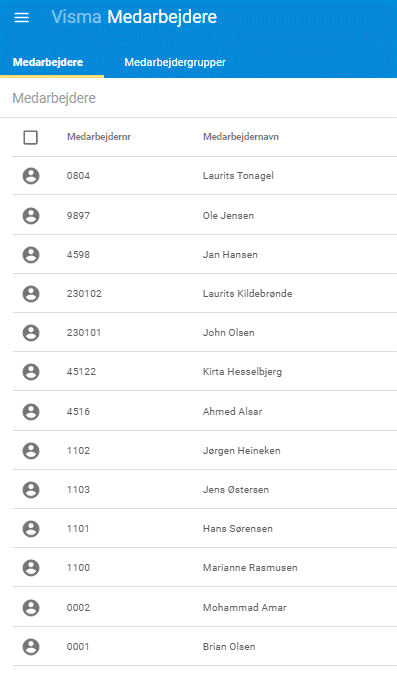 Visma Medarbejdere
Medarbejdere Medarbejdergrupper
Medarbejdere
Medarbejdernr Medarbejdernavn
0804 Laurits Tonagel
9897 Ole Jensen
4598 Jan Hansen
230102 Laurits Kildebrønde
230101 John Olsen
45122 Kirta Hesselbjerg
4516 Ahmed Alsar
1102 Jørgen Heineken
1103 Jens Østersen
1101 Hans Sørensen
1100 Marianne Rasmusen
0002 Mohammad Amar
0001 Brian Olsen